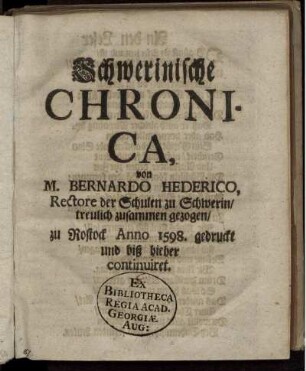 Schwerinische
CHRONI-
CA,
von
M. BERNARDO HEDERICO,
Rectore der Schulen zu Schwerin/
treulich zusammen gezogen/
zu Rostock Anno 1598. gedruckt
und biß hieher
continuiret.
EX
BIBLIOTHECA
REGIA ACAD.
GEORGIÆ
AUG: